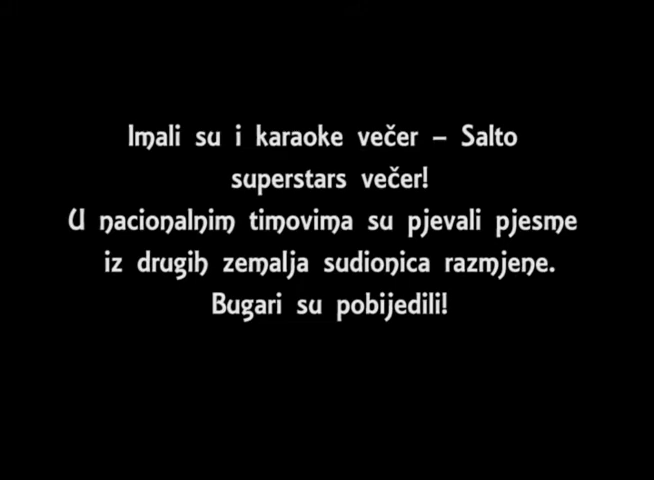 Imali su i karaoke večer – Salto
superstars večer!
U nacionalnim timovima su pjevali pjesme
iz drugih zemalja sudionica razmjene.
Bugari su pobijedili!